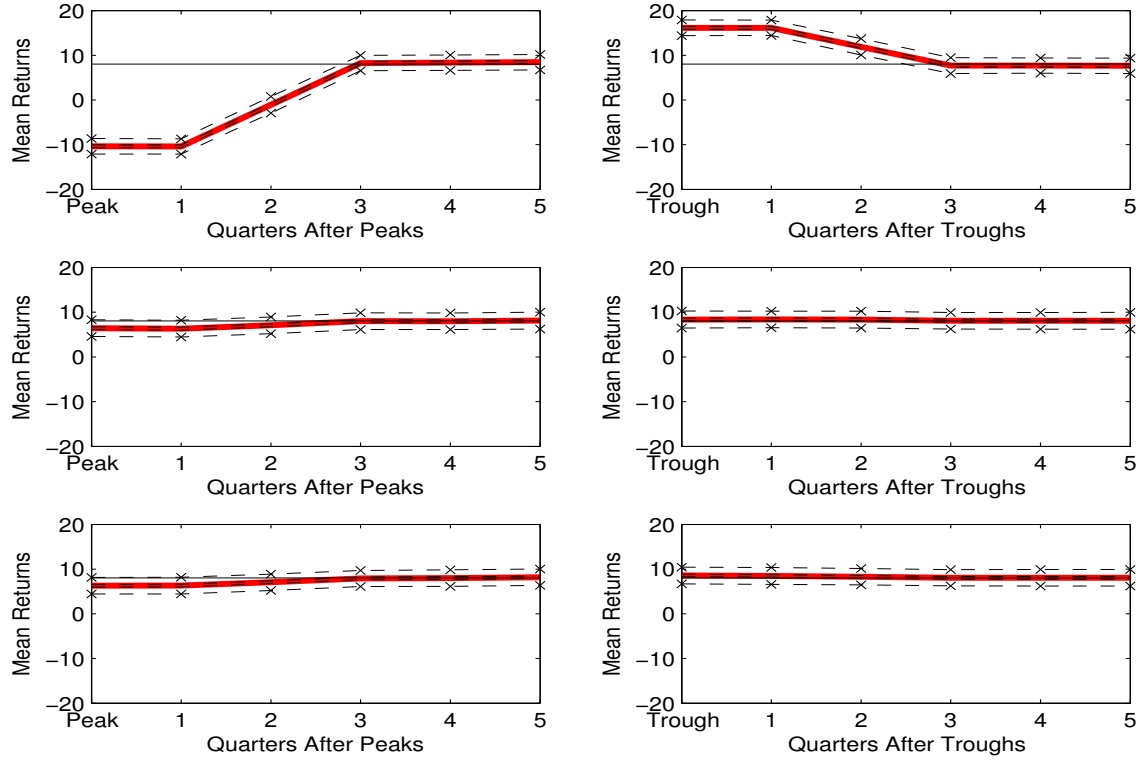 20
10
0
−10
−20
Mean Returns
Peak 1 2 3 4 5
Quarters After Peaks
20
10
0
−10
−20
Mean Returns
Trough 1 2 3 4 5
Quarters After Troughs
20
10
0
−10
−20
Mean Returns
Peak 1 2 3 4 5
Quarters After Peaks
20
10
0
−10
−20
Mean Returns
Trough 1 2 3 4 5
Quarters After Troughs
20
10
0
−10
−20
Mean Returns
Peak 1 2 3 4 5
Quarters After Peaks
20
10
0
−10
−20
Mean Returns
Trough 1 2 3 4 5
Quarters After Troughs